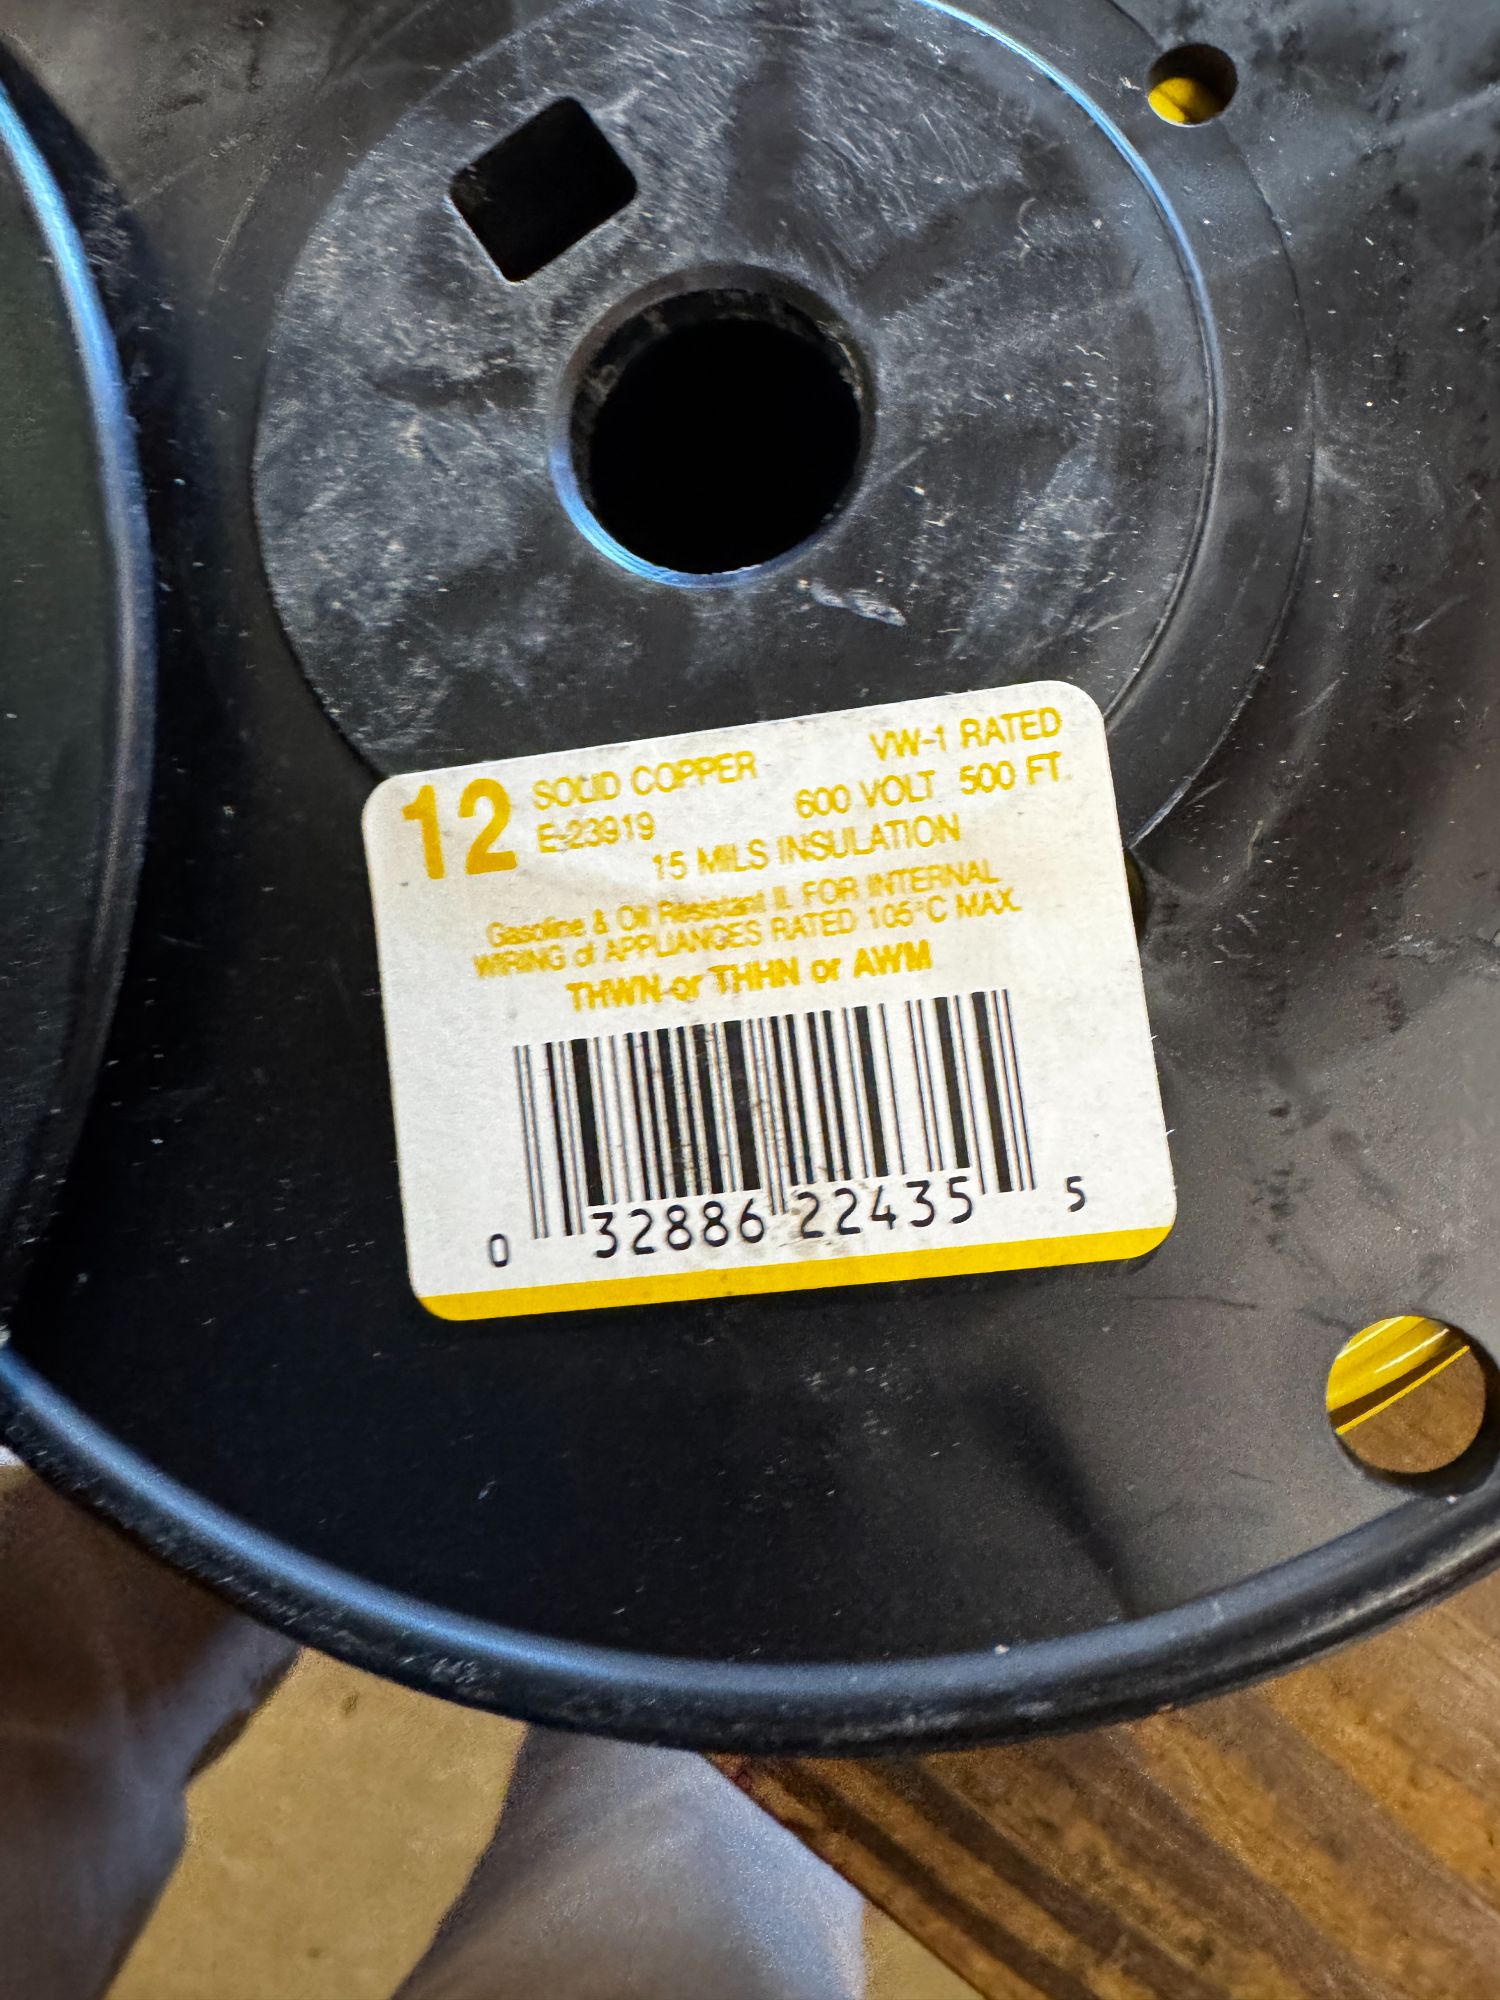 12 SOLID COPPER VW-1 RATED
E-23919 600 VOLT 500 FT.
15 MILS INSULATION
Gasoline & Oil Resistant II. FOR INTERNAL
WIRING of APPLIANCES RATED 105°C MAX.
THWN or THHN or AWM
0 32886 22435 5